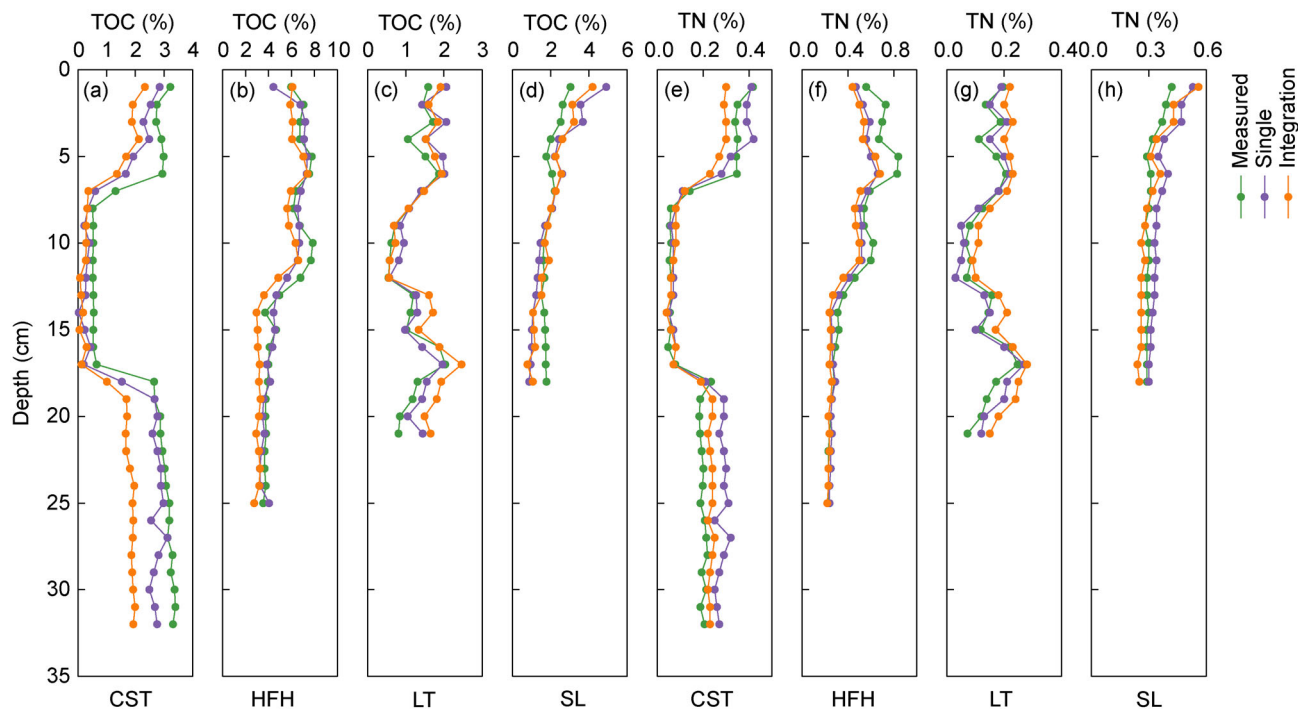 TOC (%) TOC (%) TOC (%) TOC (%) TN (%) TN (%) TN (%) TN (%)
0 1 2 3 4 0 2 4 6 8 10 0 1 2 3 0 2 4 6 0.0 0.2 0.4 0.6 0.0 0.4 0.8 0.0 0.2 0.40 0.0 0.3 0.6
0
(a) (b) (c) (d) (e) (f) (g) (h)
5
10
15
20
25
30
35
Depth (cm)
CST HFH LT SL CST HFH LT SL
Measured
Single
Integration